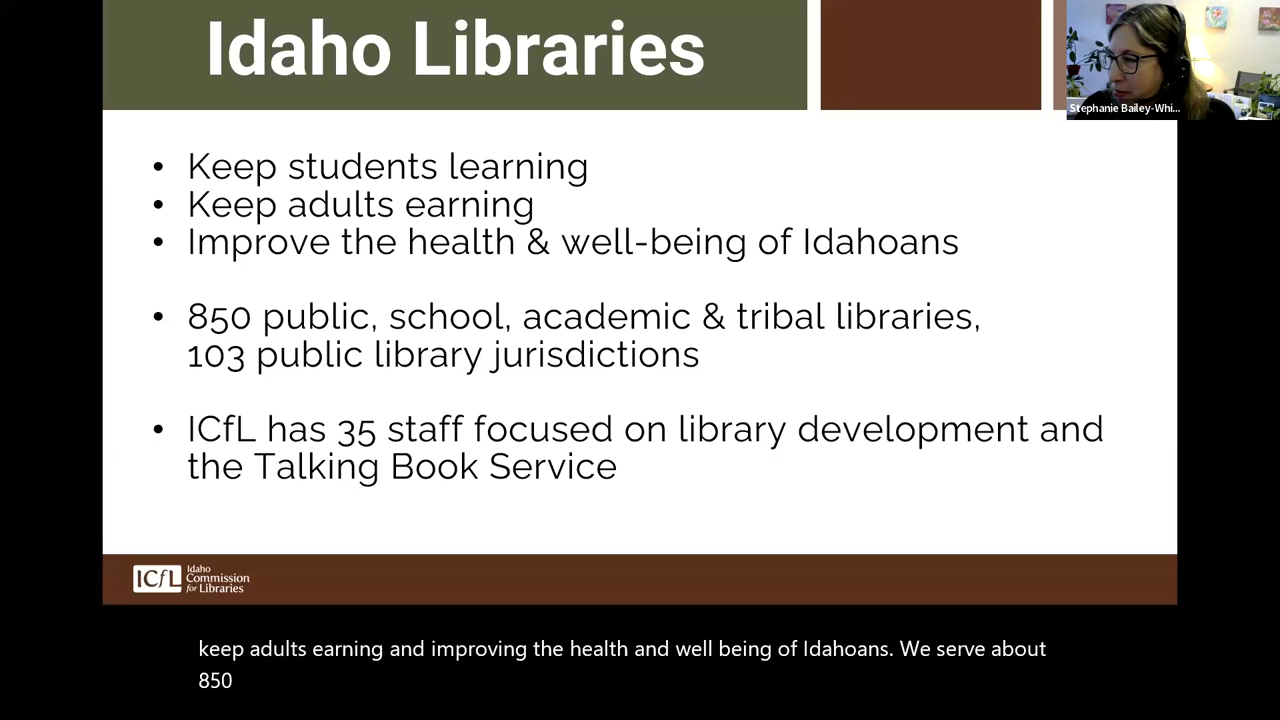 Idaho Libraries
Stephanie Bailey-Whi...
• Keep students learning
• Keep adults earning
• Improve the health & well-being of Idahoans
• 850 public, school, academic & tribal libraries,
103 public library jurisdictions
• ICfL has 35 staff focused on library development and
the Talking Book Service
ICfL
Idaho
Commission
for Libraries
keep adults earning and improving the health and well being of Idahoans. We serve about
850